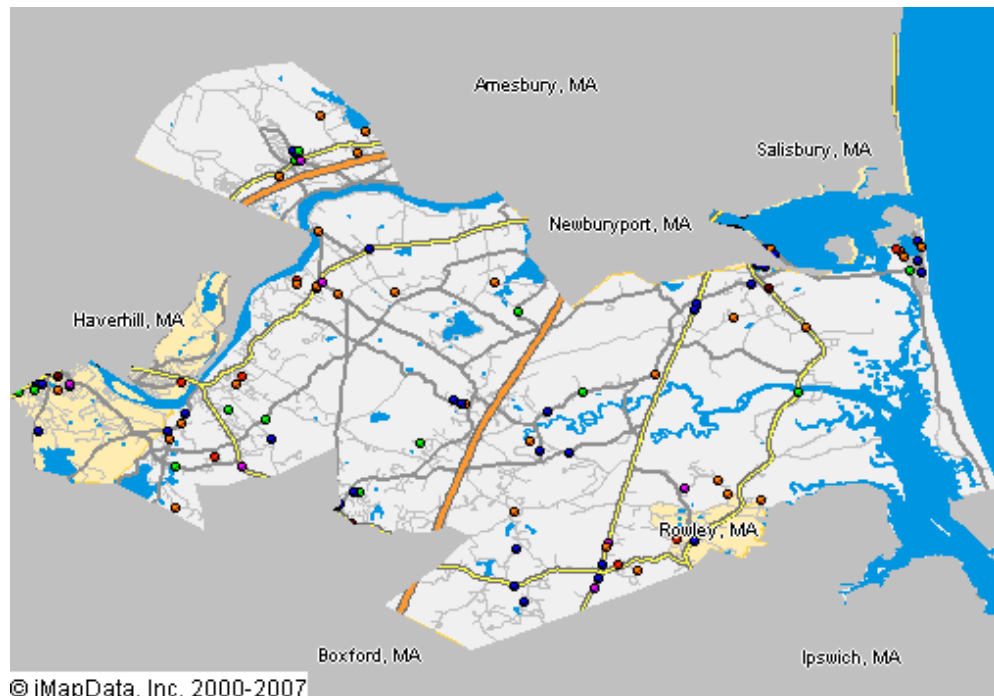 Amesbury, MA
Salisbury, MA
Newburyport, MA
Haverhill, MA
Rowley, MA
Boxford, MA
Ipswich, MA
© iMapData, Inc. 2000-2007